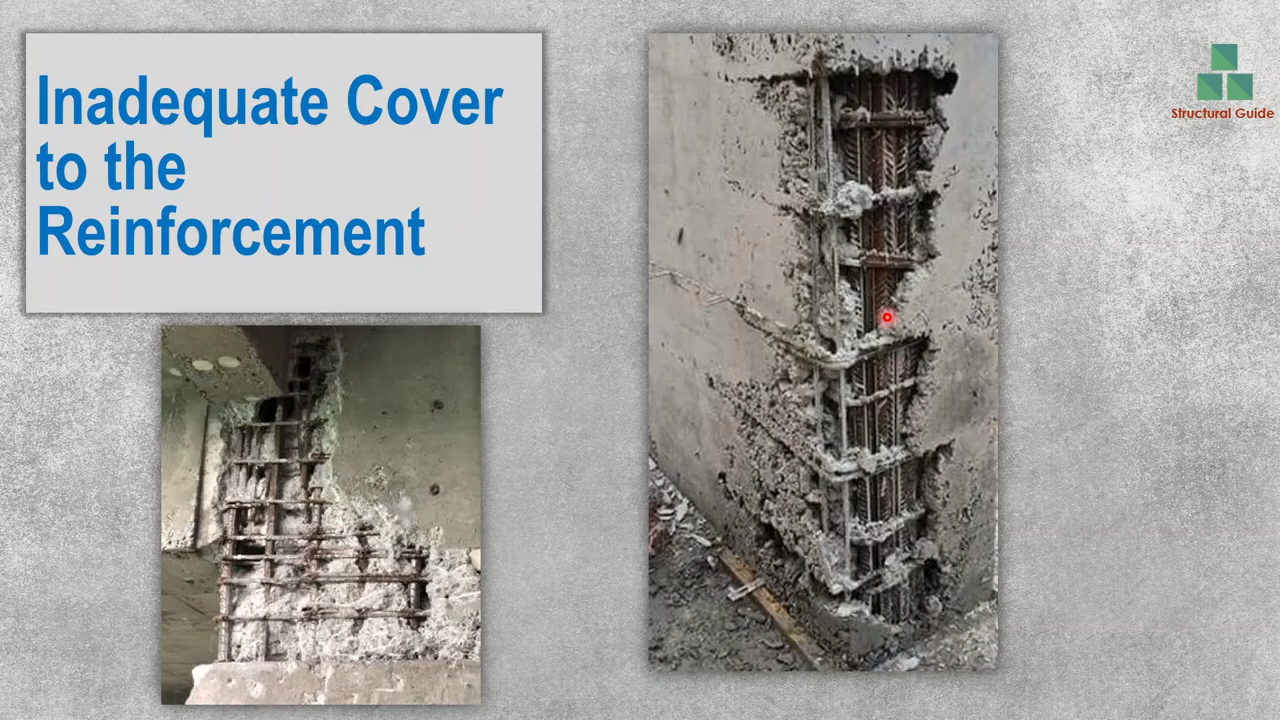 Inadequate Cover
to the
Reinforcement
Structural Guide